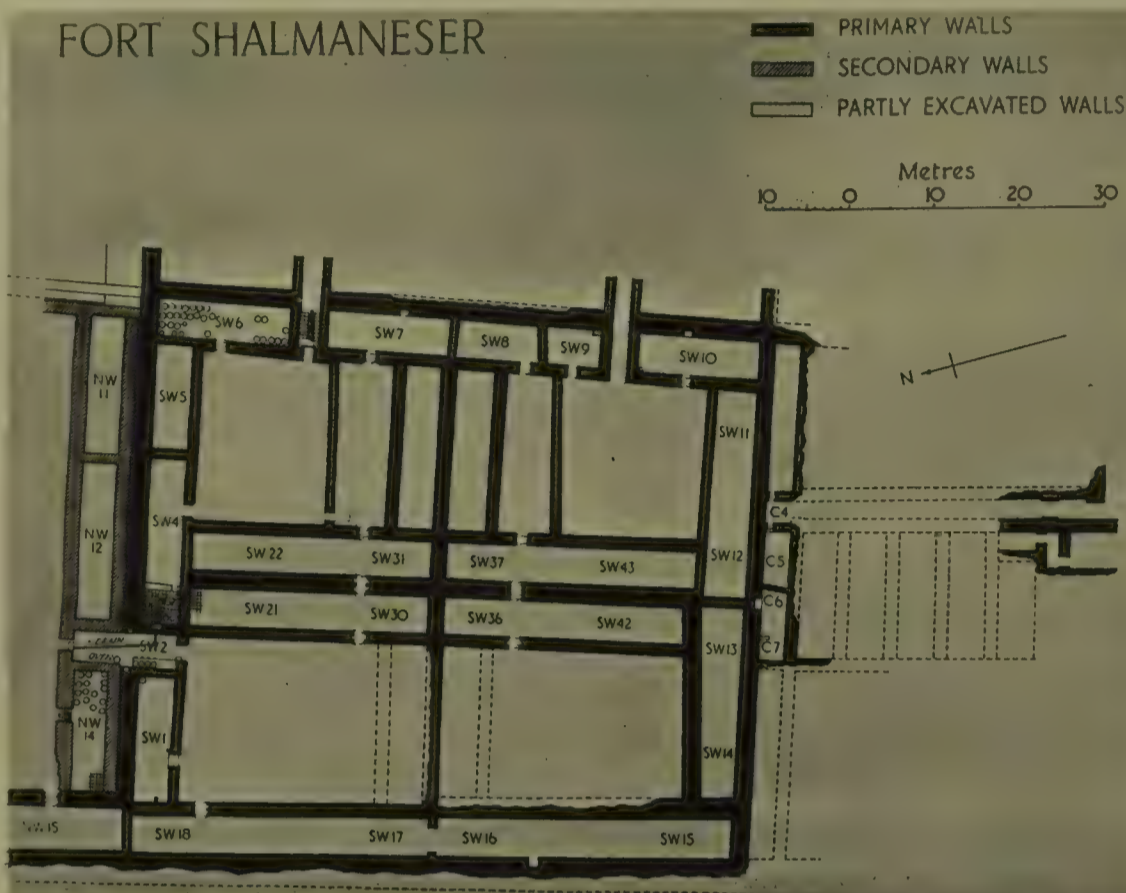 FORT SHALMANESER
PRIMARY WALLS
SECONDARY WALLS
PARTLY EXCAVATED WALLS
Metres
10 0 10 20 30
N
SW6
SW7
SW8
SW9
SW10
NW
11
SW5
SW11
NW
12
SW4
SW22
SW31
SW37
SW43
SW12
C4
C5
C6
C7
SW21
SW30
SW36
SW42
SW13
SW2
NW
14
SW1
SW14
NW15
SW18
SW17
SW16
SW15